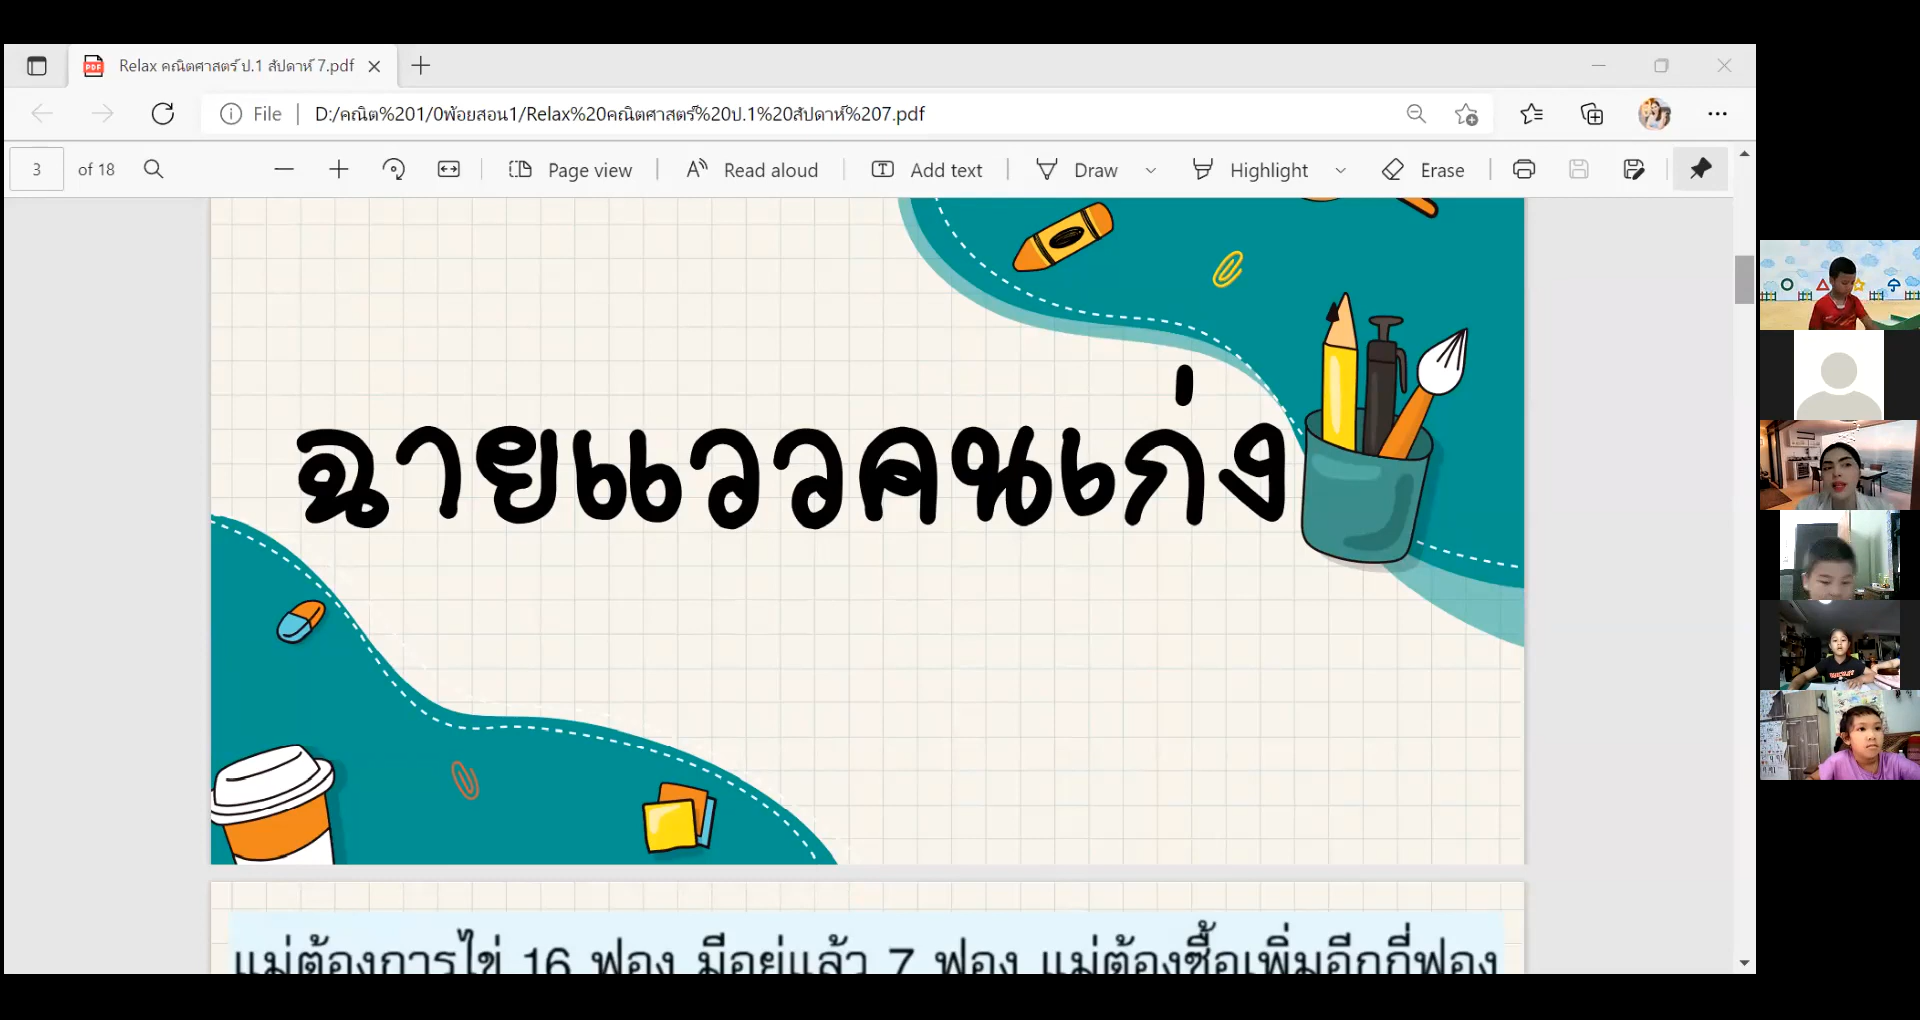 Relax คณิตศาสตร์ ป.1 สัปดาห์ 7.pdf
File
D:/คณิต%201/0พ้อยสอน1/Relax%20คณิตศาสตร์%20ป.1%20สัปดาห์%207.pdf
3 of 18 Page view Read aloud Add text Draw Highlight Erase
ฉายแววคนเก่ง
แม่ต้องการไข่ 16 ฟอง มีอยู่แล้ว 7 ฟอง แม่ต้องซื้อเพิ่มอีกกี่ฟอง